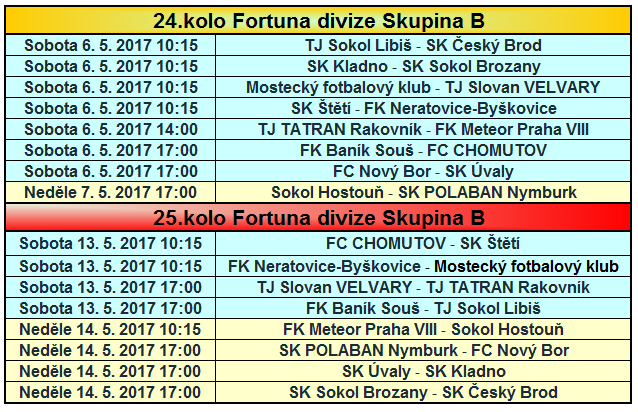 24.kolo Fortuna divize Skupina B
Sobota 6. 5. 2017 10:15 TJ Sokol Libiš - SK Český Brod
Sobota 6. 5. 2017 10:15 SK Kladno - SK Sokol Brozany
Sobota 6. 5. 2017 10:15 Mostecký fotbalový klub - TJ Slovan VELVARY
Sobota 6. 5. 2017 10:15 SK Štětí - FK Neratovice-Byškovice
Sobota 6. 5. 2017 14:00 TJ TATRAN Rakovník - FK Meteor Praha VIII
Sobota 6. 5. 2017 17:00 FK Baník Souš - FC CHOMUTOV
Sobota 6. 5. 2017 17:00 FC Nový Bor - SK Úvaly
Neděle 7. 5. 2017 17:00 Sokol Hostouň - SK POLABAN Nymburk
25.kolo Fortuna divize Skupina B
Sobota 13. 5. 2017 10:15 FC CHOMUTOV - SK Štětí
Sobota 13. 5. 2017 10:15 FK Neratovice-Byškovice - Mostecký fotbalový klub
Sobota 13. 5. 2017 17:00 TJ Slovan VELVARY - TJ TATRAN Rakovník
Sobota 13. 5. 2017 17:00 FK Baník Souš - TJ Sokol Libiš
Neděle 14. 5. 2017 10:15 FK Meteor Praha VIII - Sokol Hostouň
Neděle 14. 5. 2017 17:00 SK POLABAN Nymburk - FC Nový Bor
Neděle 14. 5. 2017 17:00 SK Úvaly - SK Kladno
Neděle 14. 5. 2017 17:00 SK Sokol Brozany - SK Český Brod